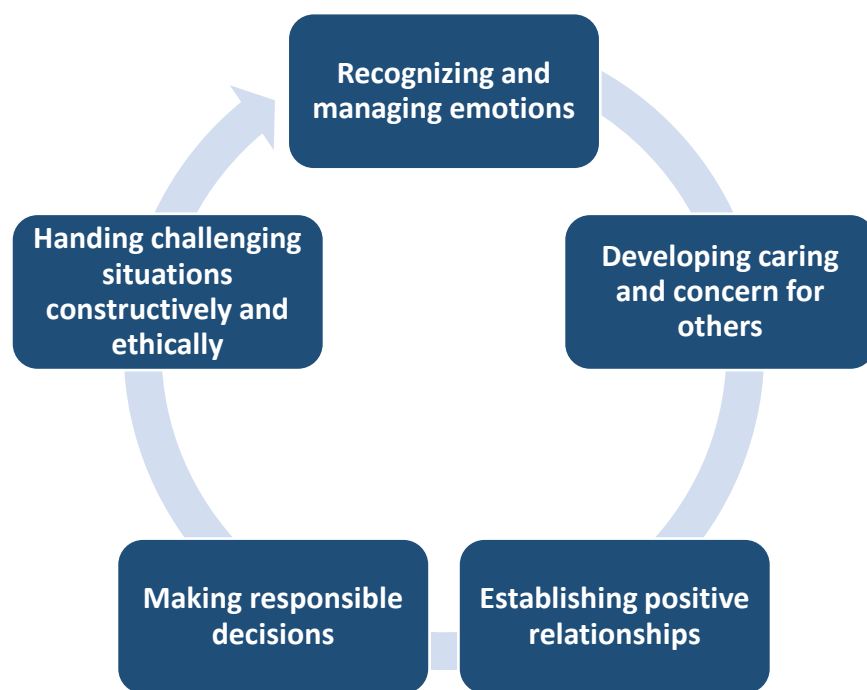 Recognizing and
managing emotions
Developing caring
and concern for
others
Establishing positive
relationships
Making responsible
decisions
Handing challenging
situations
constructively and
ethically